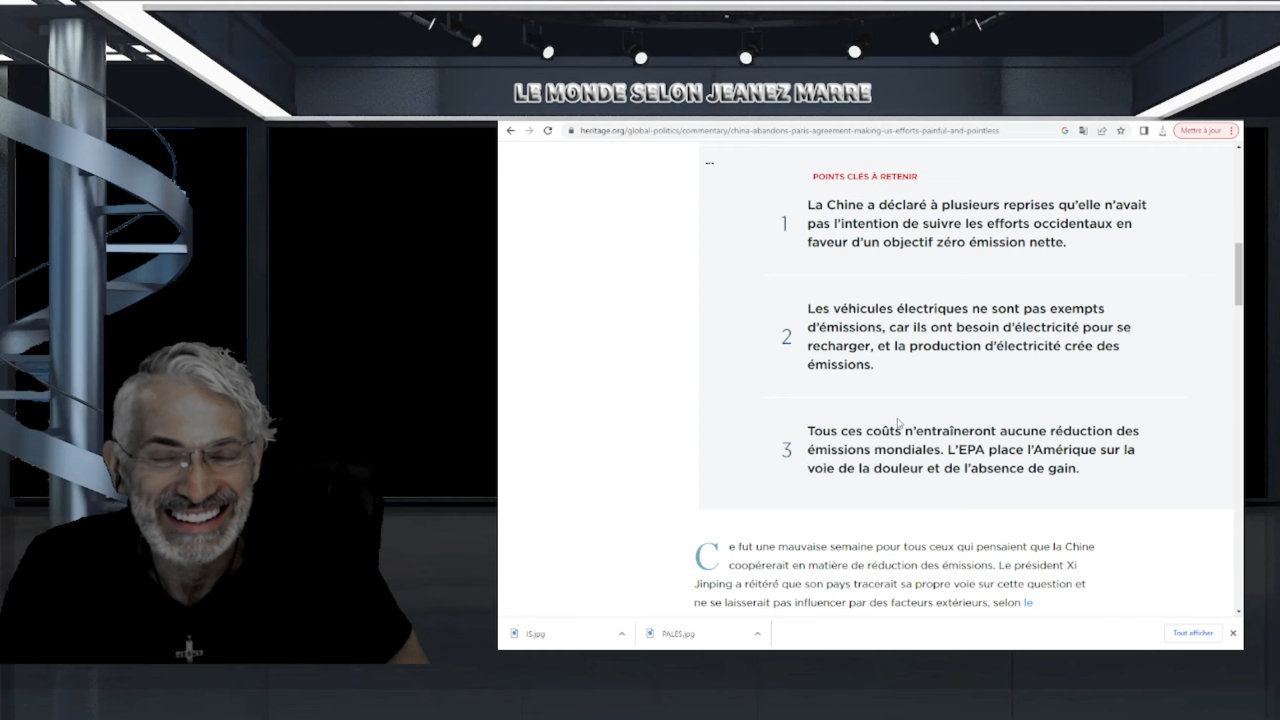 LE MONDE SELON JEANEZ MARRE
heritage.org/global-politics/commentary/china-abandons-paris-agreement-making-us-efforts-painful-and-pointless
Mettre à jour
...
POINTS CLÉS À RETENIR
1
La Chine a déclaré à plusieurs reprises qu’elle n’avait
pas l’intention de suivre les efforts occidentaux en
faveur d’un objectif zéro émission nette.
2
Les véhicules électriques ne sont pas exempts
d’émissions, car ils ont besoin d’électricité pour se
recharger, et la production d’électricité crée des
émissions.
3
Tous ces coûts n’entraîneront aucune réduction des
émissions mondiales. L’EPA place l’Amérique sur la
voie de la douleur et de l’absence de gain.
Ce fut une mauvaise semaine pour tous ceux qui pensaient que la Chine
coopérerait en matière de réduction des émissions. Le président Xi
Jinping a réitéré que son pays tracerait sa propre voie sur cette question et
ne se laisserait pas influencer par des facteurs extérieurs, selon le
IS.jpg
PALES.jpg
Tout afficher